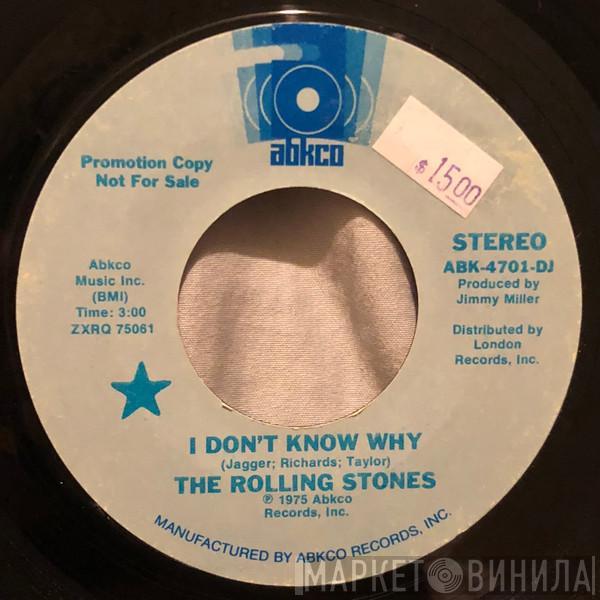 abkco
Promotion Copy
Not For Sale
$1500
STEREO
ABK-4701-DJ
Produced by
Jimmy Miller
Distributed by
London
Records, Inc.
Abkco
Music Inc.
(BMI)
Time: 3:00
ZXRQ 75061
I DON'T KNOW WHY
(Jagger; Richards; Taylor)
THE ROLLING STONES
℗ 1975 Abkco
Records, Inc.
MANUFACTURED BY ABKCO RECORDS, INC.
МАРКЕТ ВИНИЛА